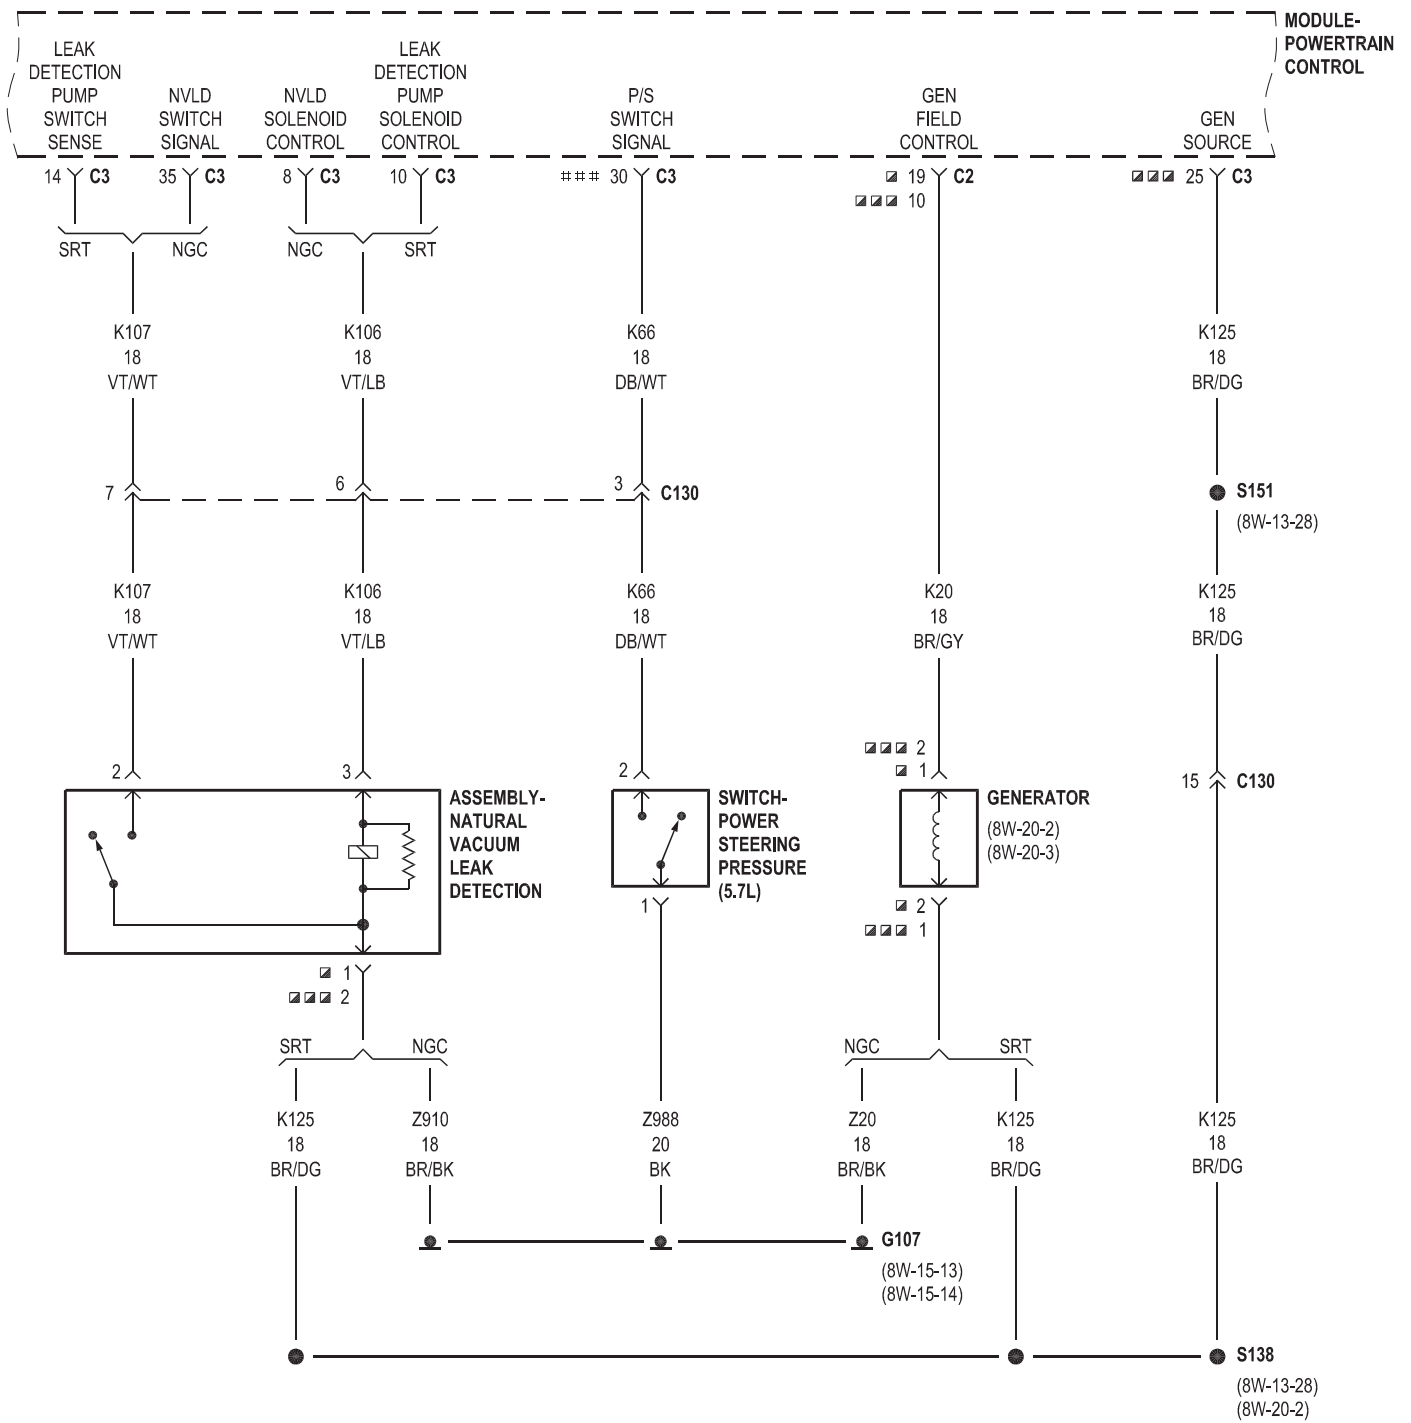 MODULE-
POWERTRAIN
CONTROL
LEAK
DETECTION
PUMP
SWITCH
SENSE
NVLD
SWITCH
SIGNAL
NVLD
SOLENOID
CONTROL
LEAK
DETECTION
PUMP
SOLENOID
CONTROL
P/S
SWITCH
SIGNAL
GEN
FIELD
CONTROL
GEN
SOURCE
14 C3
35 C3
8 C3
10 C3
### 30 C3
19 C2
10
25 C3
SRT
NGC
NGC
SRT
K107
18
VT/WT
K106
18
VT/LB
K66
18
DB/WT
K125
18
BR/DG
7
6
3
C130
S151
(8W-13-28)
K107
18
VT/WT
K106
18
VT/LB
K66
18
DB/WT
K20
18
BR/GY
K125
18
BR/DG
2
3
2
2
1
15
C130
ASSEMBLY-
NATURAL
VACUUM
LEAK
DETECTION
SWITCH-
POWER
STEERING
PRESSURE
(5.7L)
GENERATOR
(8W-20-2)
(8W-20-3)
1
2
1
2
1
SRT
NGC
NGC
SRT
K125
18
BR/DG
Z910
18
BR/BK
Z988
20
BK
Z20
18
BR/BK
K125
18
BR/DG
K125
18
BR/DG
G107
(8W-15-13)
(8W-15-14)
S138
(8W-13-28)
(8W-20-2)